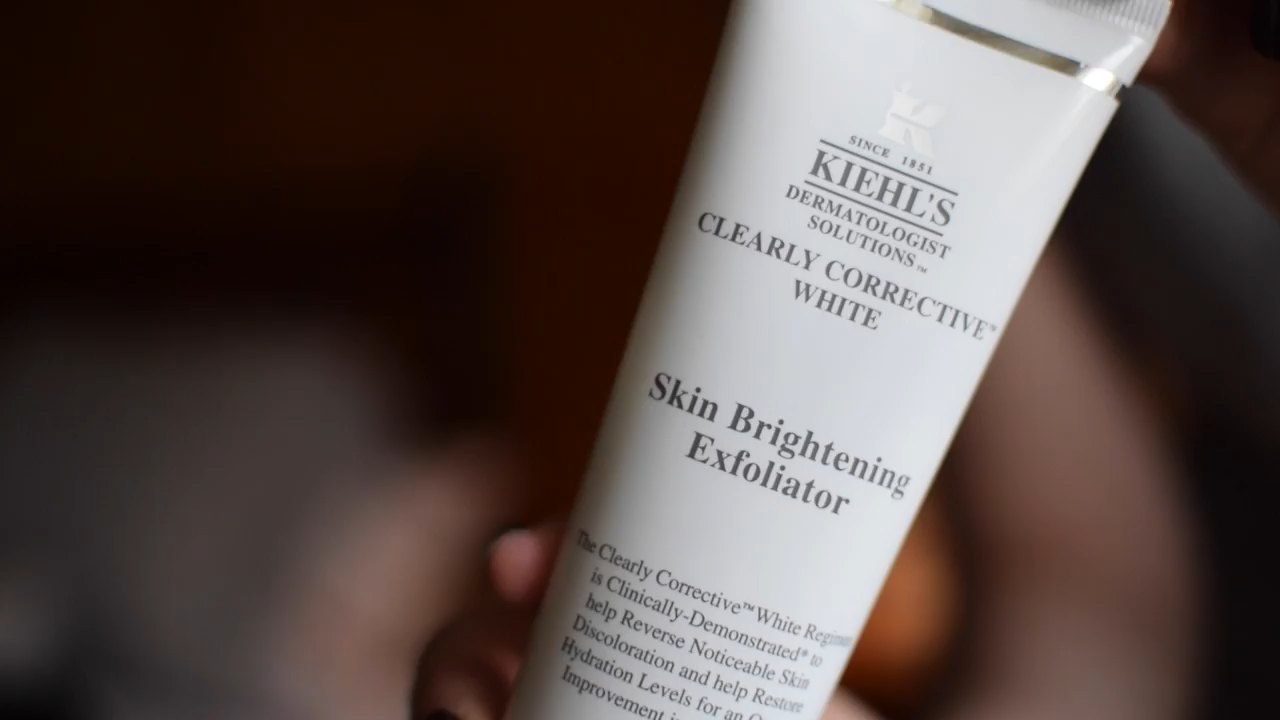 K
SINCE 1851
KIEHL'S
DERMATOLOGIST
SOLUTIONS™
CLEARLY CORRECTIVE™
WHITE
Skin Brightening
Exfoliator
The Clearly Corrective™White
is Clinically-Demonstrated* to
help Reverse Noticeable Skin
Discoloration and help Restore
Hydration Levels for an
Improvement